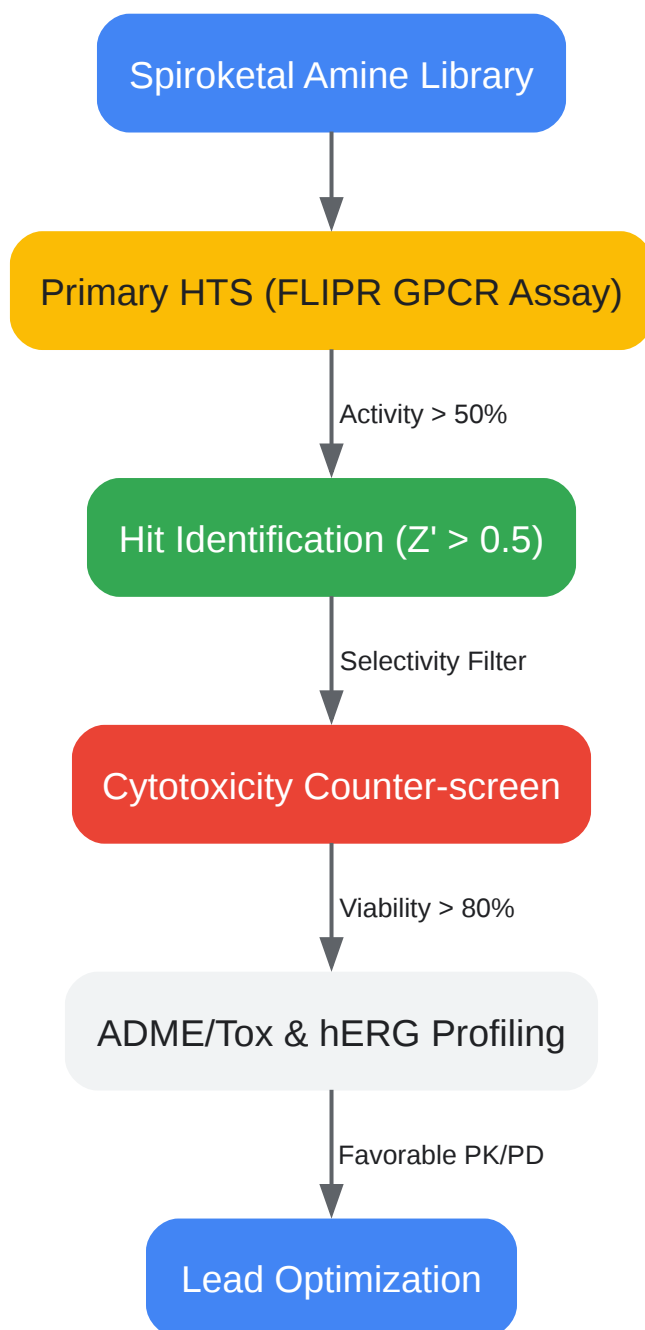 Spiroketal Amine Library
Primary HTS (FLIPR GPCR Assay)
Activity > 50%
Hit Identification (Z' > 0.5)
Selectivity Filter
Cytotoxicity Counter-screen
Viability > 80%
ADME/Tox & hERG Profiling
Favorable PK/PD
Lead Optimization